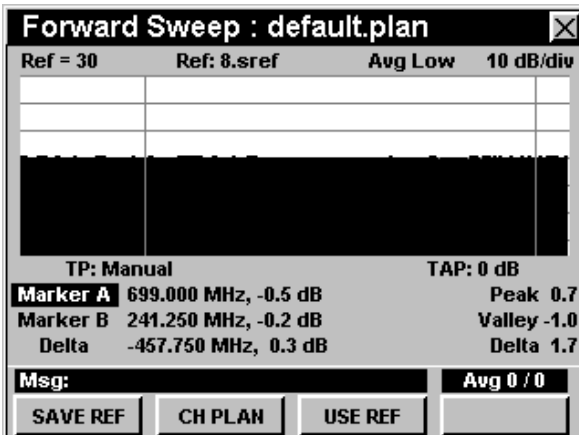 Forward Sweep : default.plan
Ref = 30 Ref: 8.sref Avg Low 10 dB/div
TP: Manual TAP: 0 dB
Marker A 699.000 MHz, -0.5 dB Peak 0.7
Marker B 241.250 MHz, -0.2 dB Valley -1.0
Delta -457.750 MHz, 0.3 dB Delta 1.7
Msg: Avg 0 / 0
SAVE REF CH PLAN USE REF